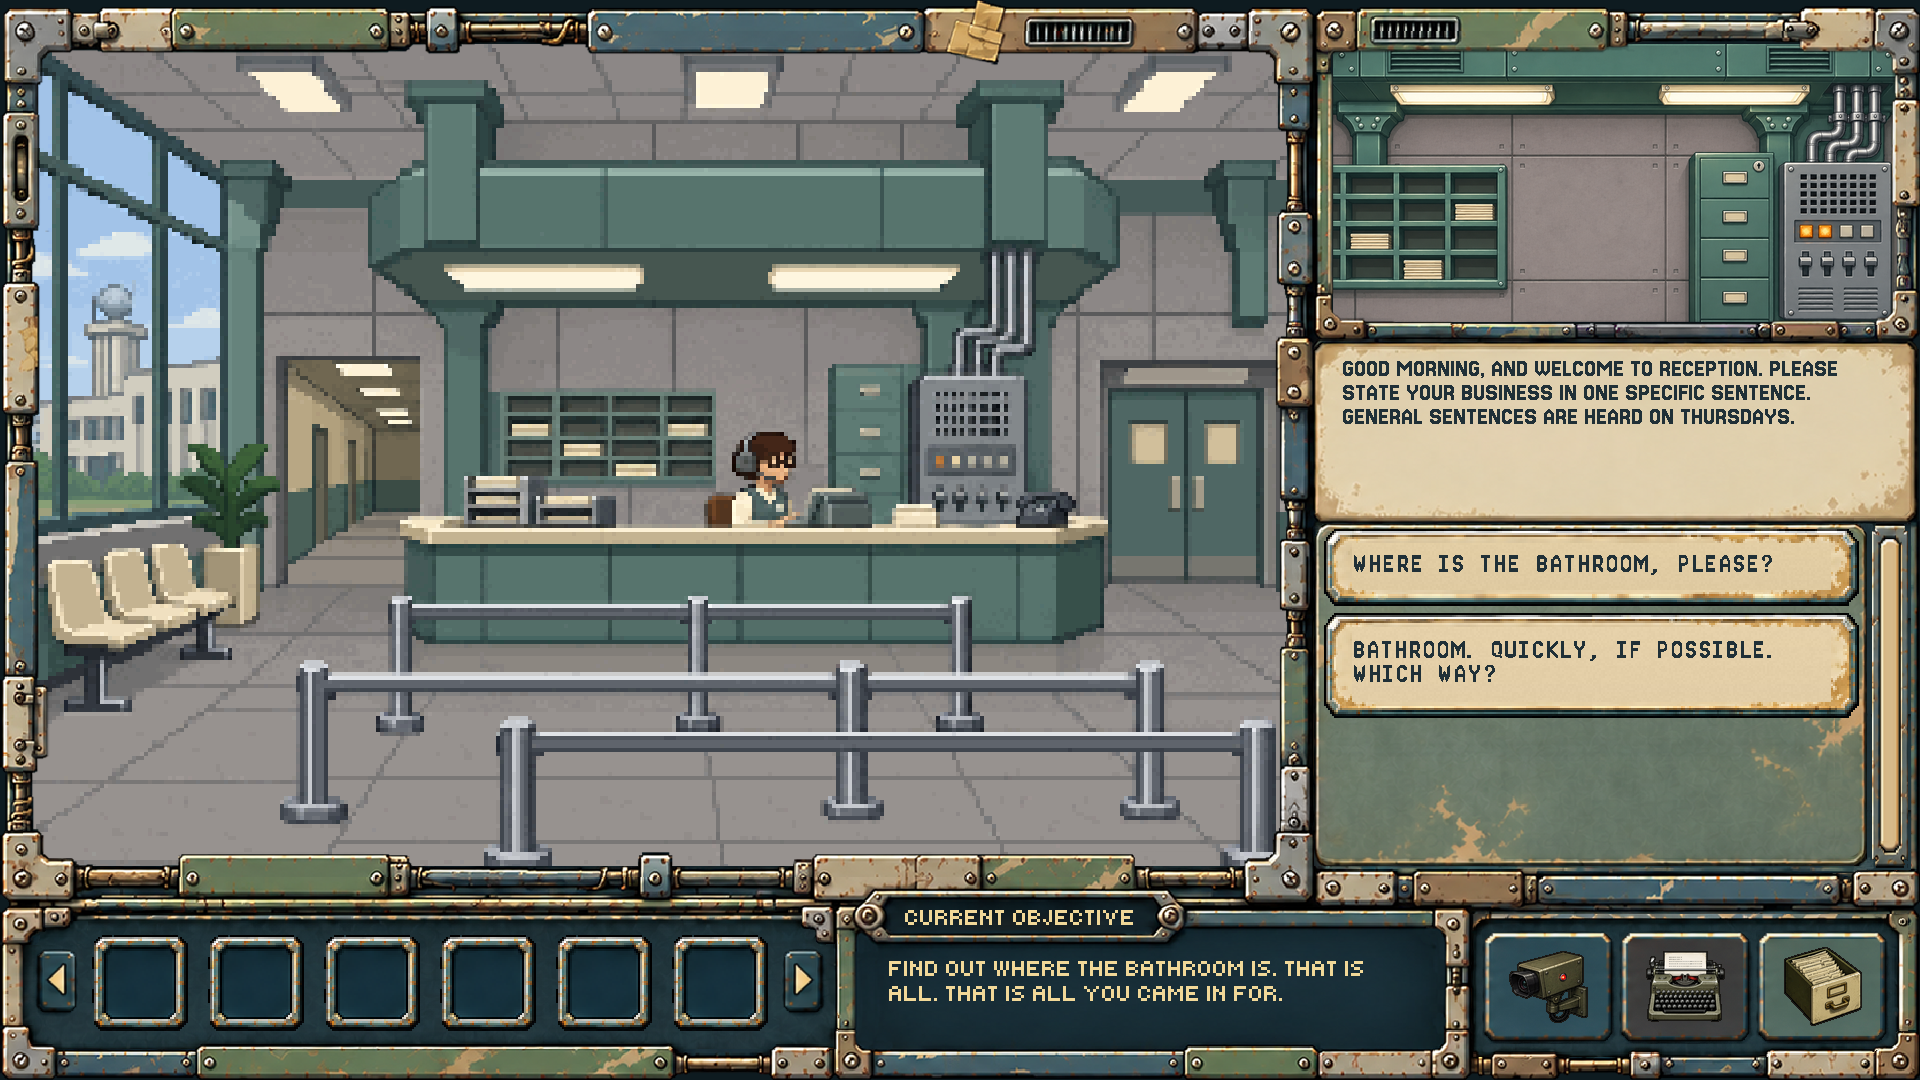 GOOD MORNING, AND WELCOME TO RECEPTION. PLEASE
STATE YOUR BUSINESS IN ONE SPECIFIC SENTENCE.
GENERAL SENTENCES ARE HEARD ON THURSDAYS.
WHERE IS THE BATHROOM, PLEASE?
BATHROOM. QUICKLY, IF POSSIBLE.
WHICH WAY?
CURRENT OBJECTIVE
FIND OUT WHERE THE BATHROOM IS. THAT IS
ALL. THAT IS ALL YOU CAME IN FOR.